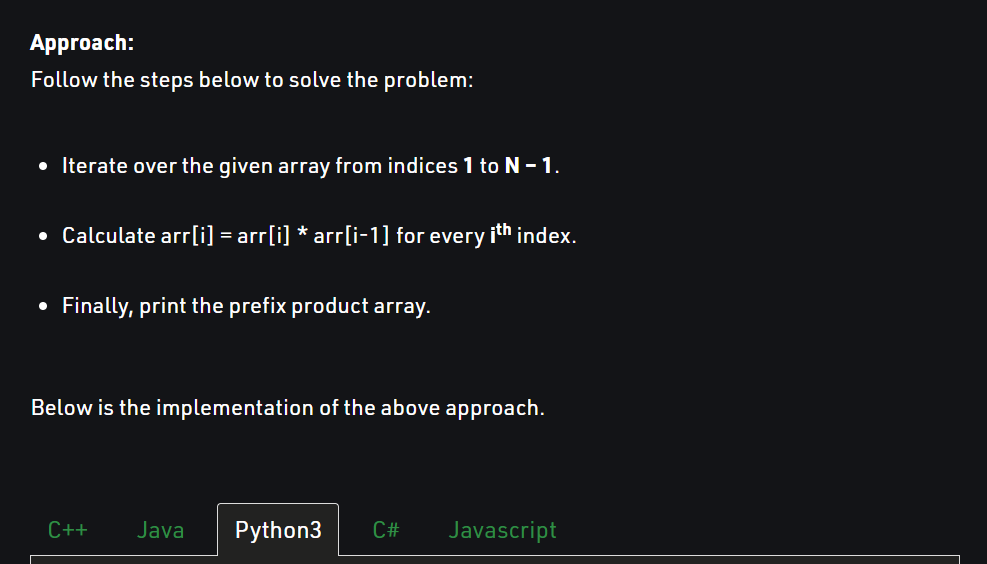 Approach:
Follow the steps below to solve the problem:
• Iterate over the given array from indices 1 to N – 1.
• Calculate arr[i] = arr[i] * arr[i-1] for every ith index.
• Finally, print the prefix product array.
Below is the implementation of the above approach.
C++ Java Python3 C# Javascript